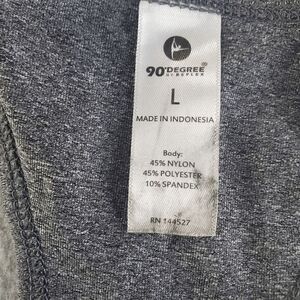 90°DEGREE®
BY REFLEX
L
MADE IN INDONESIA
Body:
45% NYLON
45% POLYESTER
10% SPANDEX
RN 144527